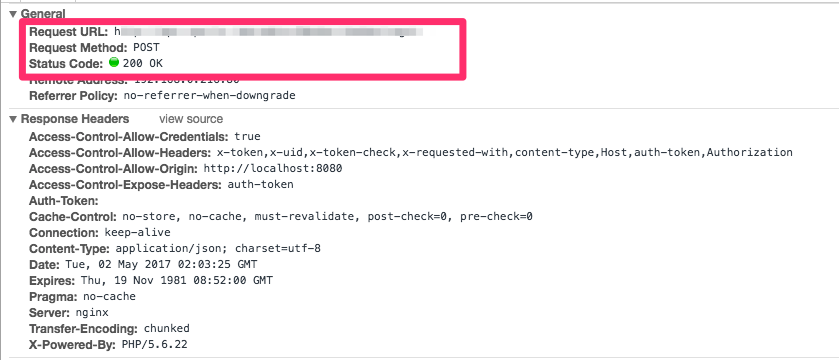 General
Request URL: h
Request Method: POST
Status Code: 200 OK
Remote Address:
Referrer Policy: no-referrer-when-downgrade
Response Headers view source
Access-Control-Allow-Credentials: true
Access-Control-Allow-Headers: x-token,x-uid,x-token-check,x-requested-with,content-type,Host,auth-token,Authorization
Access-Control-Allow-Origin: http://localhost:8080
Access-Control-Expose-Headers: auth-token
Auth-Token:
Cache-Control: no-store, no-cache, must-revalidate, post-check=0, pre-check=0
Connection: keep-alive
Content-Type: application/json; charset=utf-8
Date: Tue, 02 May 2017 02:03:25 GMT
Expires: Thu, 19 Nov 1981 08:52:00 GMT
Pragma: no-cache
Server: nginx
Transfer-Encoding: chunked
X-Powered-By: PHP/5.6.22